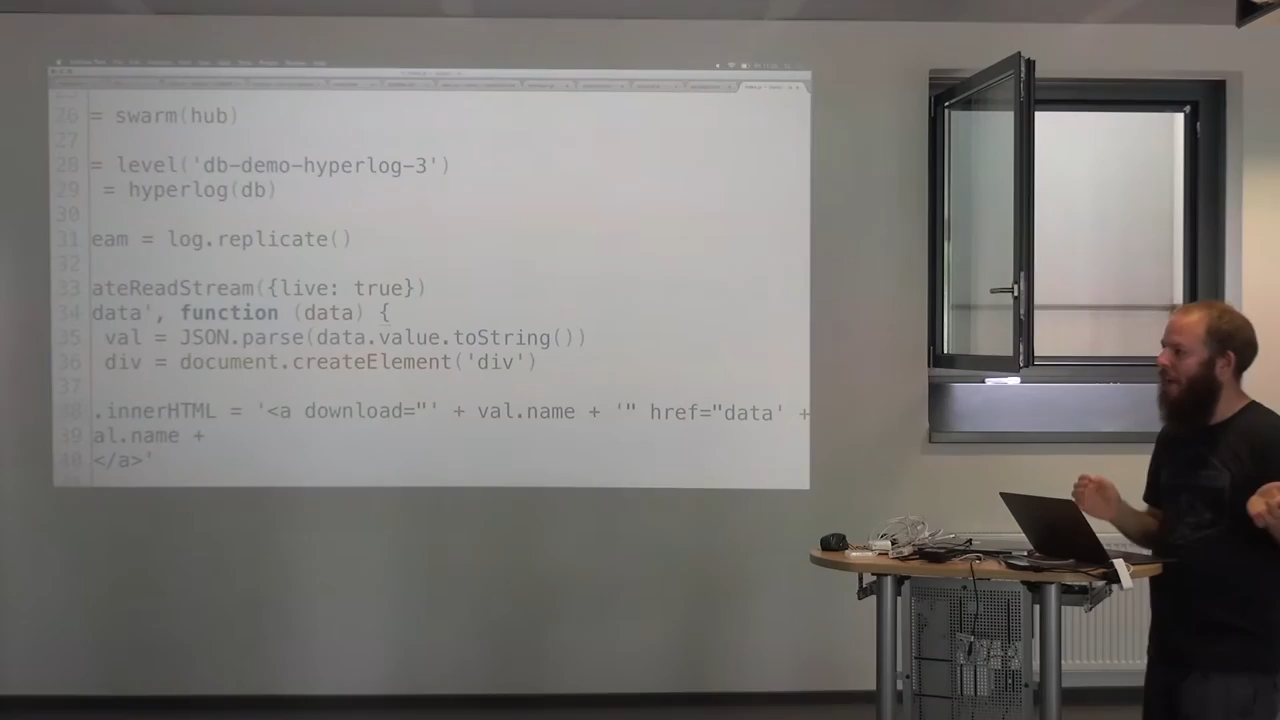 26 = swarm(hub)
27
28 = level('db-demo-hyperlog-3')
29 = hyperlog(db)
30
31 eam = log.replicate()
32
33 ateReadStream({live: true})
34 data', function (data) {
35 val = JSON.parse(data.value.toString())
36 div = document.createElement('div')
37
38 .innerHTML = '<a download="' + val.name + '" href="data' +
39 al.name +
40 </a>'